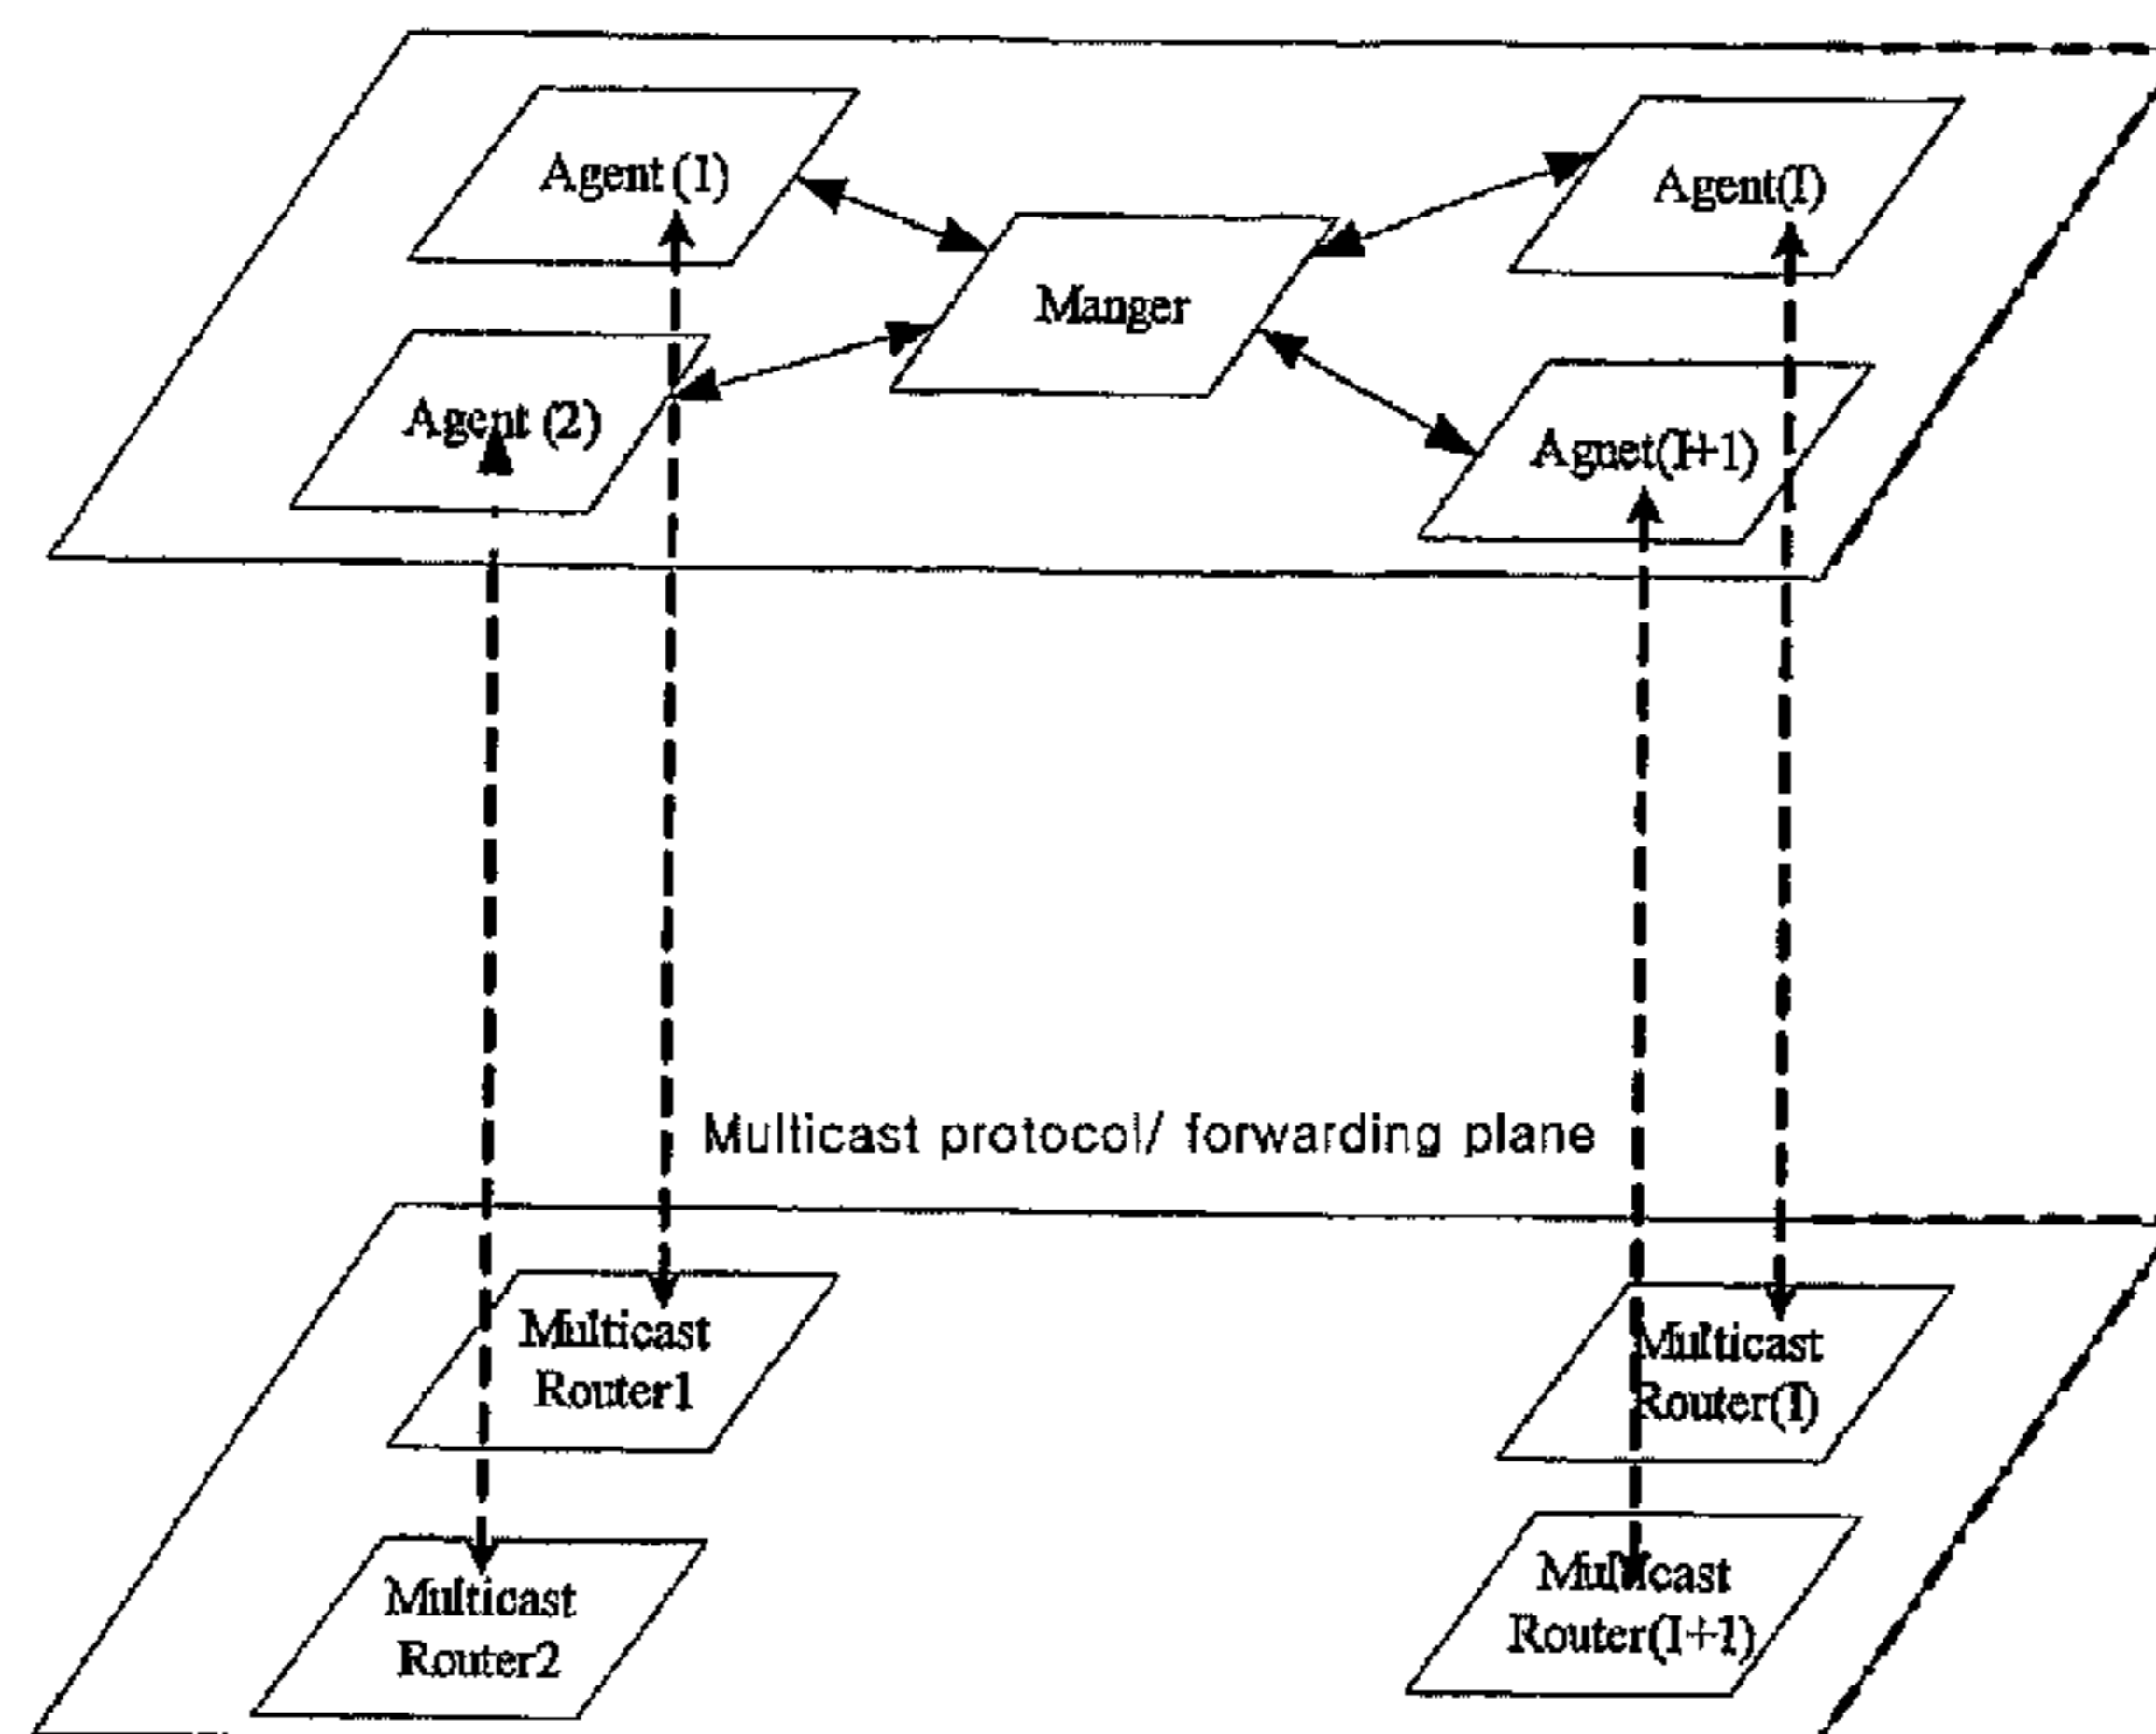 Agent (1)
Agent(I)
Manger
Agent (2)
Agnet(I+1)
Multicast protocol/ forwarding plane
Multicast
Router1
Multicast
Router(I)
Multicast
Router2
Multicast
Router(I+1)